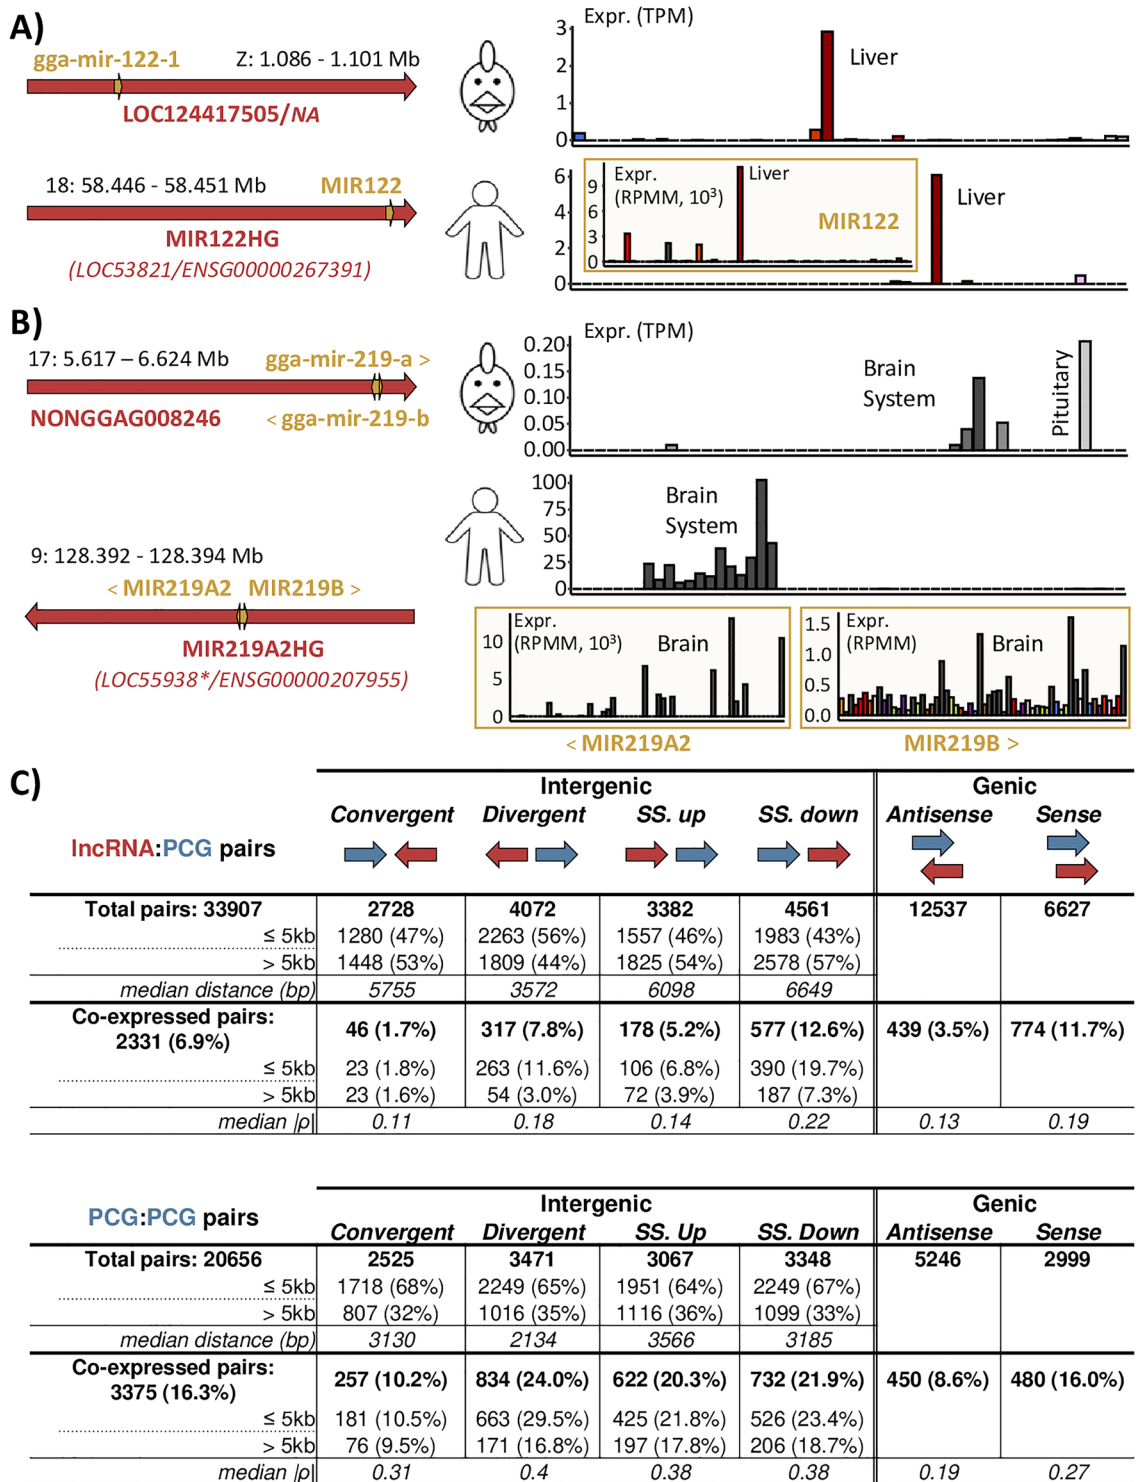 A)
gga-mir-122-1
Z: 1.086 - 1.101 Mb
LOC124417505/NA
Expr. (TPM)
3
2
1
0
Liver
18: 58.446 - 58.451 Mb
MIR122
MIR122HG
(LOC53821/ENSG00000267391)
6
4
2
0
Liver
Expr.
(RPMM, 10³)
9
6
3
0
Liver
MIR122
B)
17: 5.617 – 6.624 Mb
gga-mir-219-a >
NONGGAG008246
< gga-mir-219-b
Expr. (TPM)
0.20
0.15
0.10
0.05
0.00
Brain
System
Pituitary
100
75
50
25
0
Brain
System
9: 128.392 - 128.394 Mb
< MIR219A2 MIR219B >
MIR219A2HG
(LOC55938*/ENSG00000207955)
Expr.
(RPMM, 10³)
10
5
0
Brain
< MIR219A2
Expr.
(RPMM)
1.5
1.0
0.5
0.0
Brain
MIR219B >
C)
Intergenic Genic
Convergent Divergent SS. up SS. down Antisense Sense
lncRNA:PCG pairs
Total pairs: 33907 2728 4072 3382 4561 12537 6627
≤ 5kb 1280 (47%) 2263 (56%) 1557 (46%) 1983 (43%)
> 5kb 1448 (53%) 1809 (44%) 1825 (54%) 2578 (57%)
median distance (bp) 5755 3572 6098 6649
Co-expressed pairs:
2331 (6.9%) 46 (1.7%) 317 (7.8%) 178 (5.2%) 577 (12.6%) 439 (3.5%) 774 (11.7%)
≤ 5kb 23 (1.8%) 263 (11.6%) 106 (6.8%) 390 (19.7%)
> 5kb 23 (1.6%) 54 (3.0%) 72 (3.9%) 187 (7.3%)
median |ρ| 0.11 0.18 0.14 0.22 0.13 0.19
Intergenic Genic
PCG:PCG pairs
Convergent Divergent SS. Up SS. Down Antisense Sense
Total pairs: 20656 2525 3471 3067 3348 5246 2999
≤ 5kb 1718 (68%) 2249 (65%) 1951 (64%) 2249 (67%)
> 5kb 807 (32%) 1016 (35%) 1116 (36%) 1099 (33%)
median distance (bp) 3130 2134 3566 3185
Co-expressed pairs:
3375 (16.3%) 257 (10.2%) 834 (24.0%) 622 (20.3%) 732 (21.9%) 450 (8.6%) 480 (16.0%)
≤ 5kb 181 (10.5%) 663 (29.5%) 425 (21.8%) 526 (23.4%)
> 5kb 76 (9.5%) 171 (16.8%) 197 (17.8%) 206 (18.7%)
median |ρ| 0.31 0.4 0.38 0.38 0.19 0.27